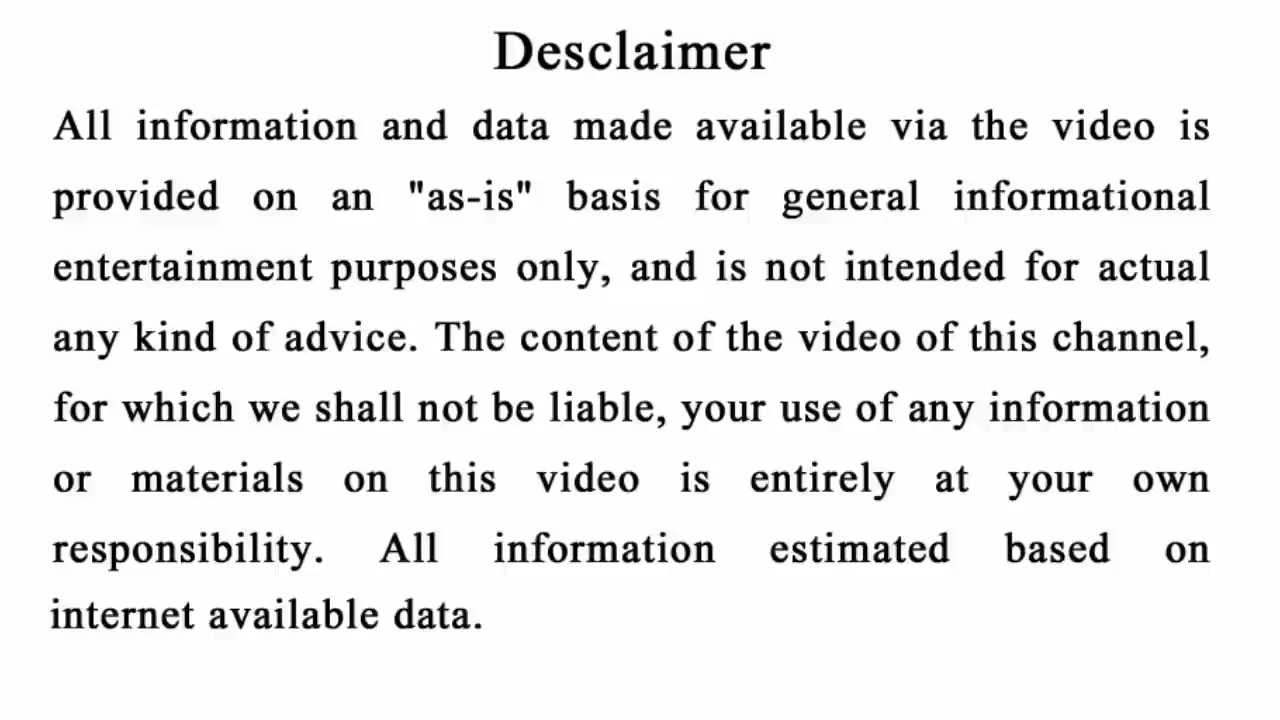 Desclaimer
All information and data made available via the video is
provided on an "as-is" basis for general informational
entertainment purposes only, and is not intended for actual
any kind of advice. The content of the video of this channel,
for which we shall not be liable, your use of any information
or materials on this video is entirely at your own
responsibility. All information estimated based on
internet available data.